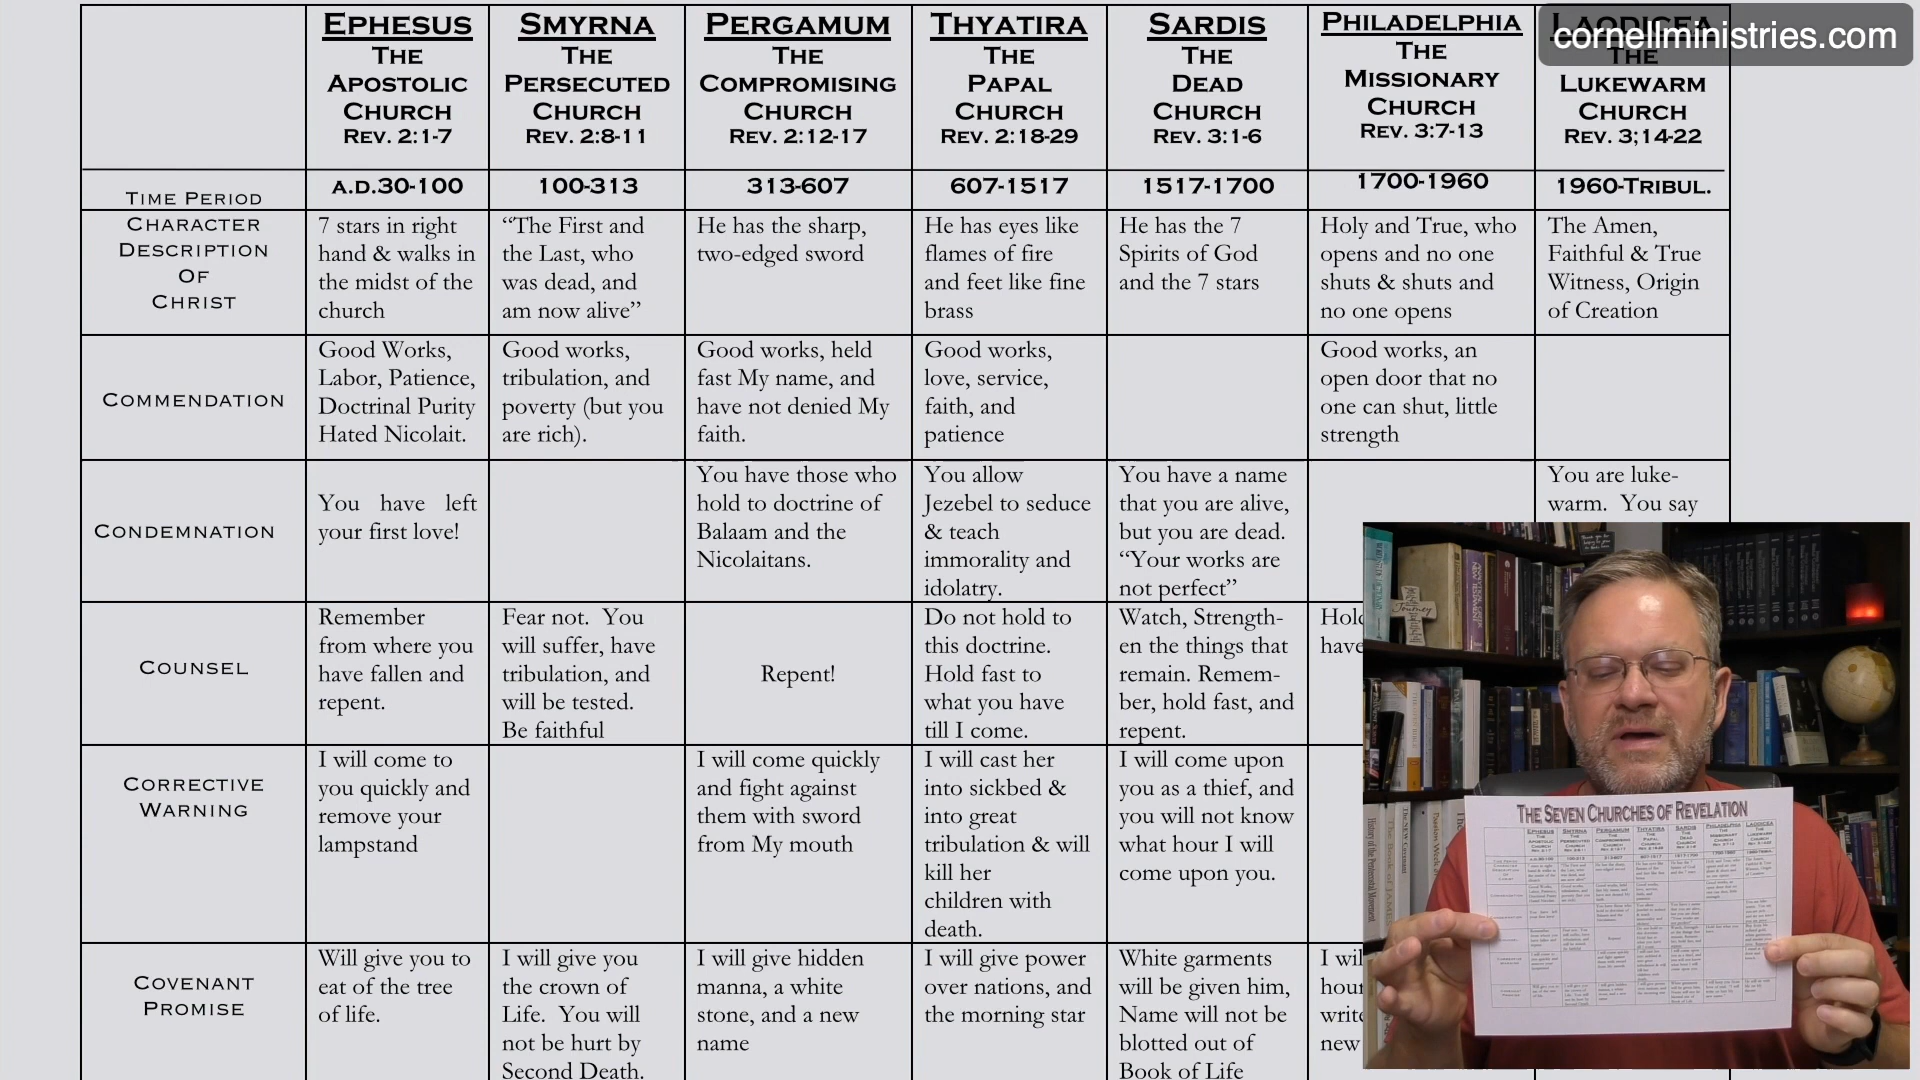 cornellministries.com
EPHESUS
THE
APOSTOLIC
CHURCH
REV. 2:1-7
SMYRNA
THE
PERSECUTED
CHURCH
REV. 2:8-11
PERGAMUM
THE
COMPROMISING
CHURCH
REV. 2:12-17
THYATIRA
THE
PAPAL
CHURCH
REV. 2:18-29
SARDIS
THE
DEAD
CHURCH
REV. 3:1-6
PHILADELPHIA
THE
MISSIONARY
CHURCH
REV. 3:7-13
LAODICEA
THE
LUKEWARM
CHURCH
REV. 3;14-22
TIME PERIOD
A.D.30-100
100-313
313-607
607-1517
1517-1700
1700-1960
1960-TRIBUL.
CHARACTER
DESCRIPTION
OF
CHRIST
7 stars in right
hand & walks in
the midst of the
church
“The First and
the Last, who
was dead, and
am now alive”
He has the sharp,
two-edged sword
He has eyes like
flames of fire
and feet like fine
brass
He has the 7
Spirits of God
and the 7 stars
Holy and True, who
opens and no one
shuts & shuts and
no one opens
The Amen,
Faithful & True
Witness, Origin
of Creation
COMMENDATION
Good Works,
Labor, Patience,
Doctrinal Purity
Hated Nicolait.
Good works,
tribulation, and
poverty (but you
are rich).
Good works, held
fast My name, and
have not denied My
faith.
Good works,
love, service,
faith, and
patience
Good works, an
open door that no
one can shut, little
strength
CONDEMNATION
You have left
your first love!
You have those who
hold to doctrine of
Balaam and the
Nicolaitans.
You allow
Jezebel to seduce
& teach
immorality and
idolatry.
You have a name
that you are alive,
but you are dead.
“Your works are
not perfect”
You are luke-
warm. You say
COUNSEL
Remember
from where you
have fallen and
repent.
Fear not. You
will suffer, have
tribulation, and
will be tested.
Be faithful
Repent!
Do not hold to
this doctrine.
Hold fast to
what you have
till I come.
Watch, Strength-
en the things that
remain. Remem-
ber, hold fast, and
repent.
Hold
have
CORRECTIVE
WARNING
I will come to
you quickly and
remove your
lampstand
I will come quickly
and fight against
them with sword
from My mouth
I will cast her
into sickbed &
into great
tribulation & will
kill her
children with
death.
I will come upon
you as a thief, and
you will not know
what hour I will
come upon you.
COVENANT
PROMISE
Will give you to
eat of the tree
of life.
I will give you
the crown of
Life. You will
not be hurt by
Second Death.
I will give hidden
manna, a white
stone, and a new
name
I will give power
over nations, and
the morning star
White garments
will be given him,
Name will not be
blotted out of
Book of Life
I wil
hour
write
new
THE SEVEN CHURCHES OF REVELATION
Journey
History of the Pentecostal Movement